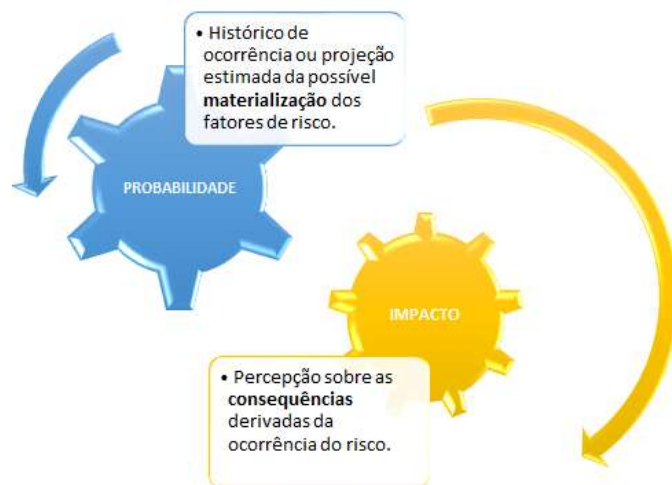 • Histórico de
ocorrência ou projeção
estimada da possível
materialização dos
fatores de risco.
PROBABILIDADE
IMPACTO
• Percepção sobre as
consequências
derivadas da
ocorrência do risco.